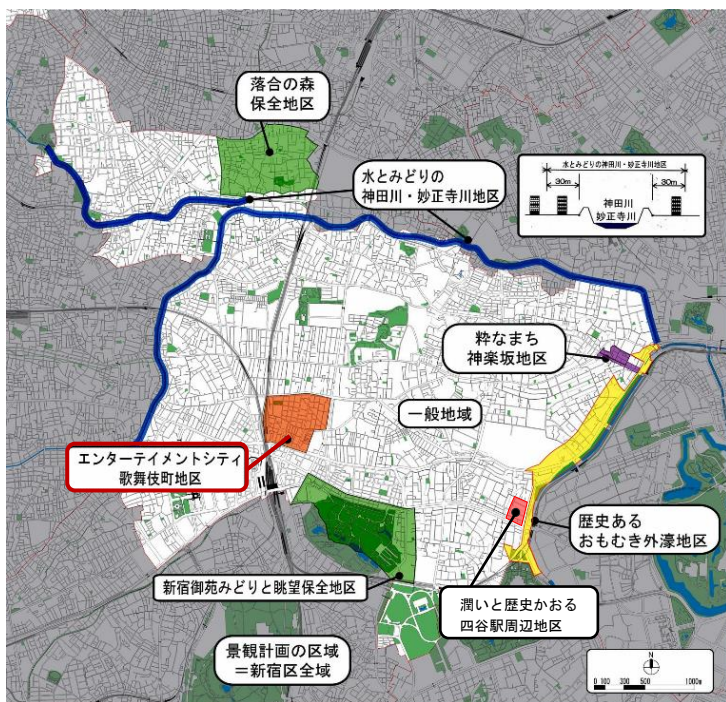 落合の森
保全地区
水とみどりの
神田川・妙正寺川地区
水とみどりの神田川・妙正寺川地区
30m
30m
神田川
妙正寺川
粋なまち
神楽坂地区
一般地域
エンターテイメントシティ
歌舞伎町地区
歴史ある
おもむき外濠地区
新宿御苑みどりと眺望保全地区
潤いと歴史かおる
四谷駅周辺地区
景観計画の区域
＝新宿区全域
N
0 100 300 500 1000m